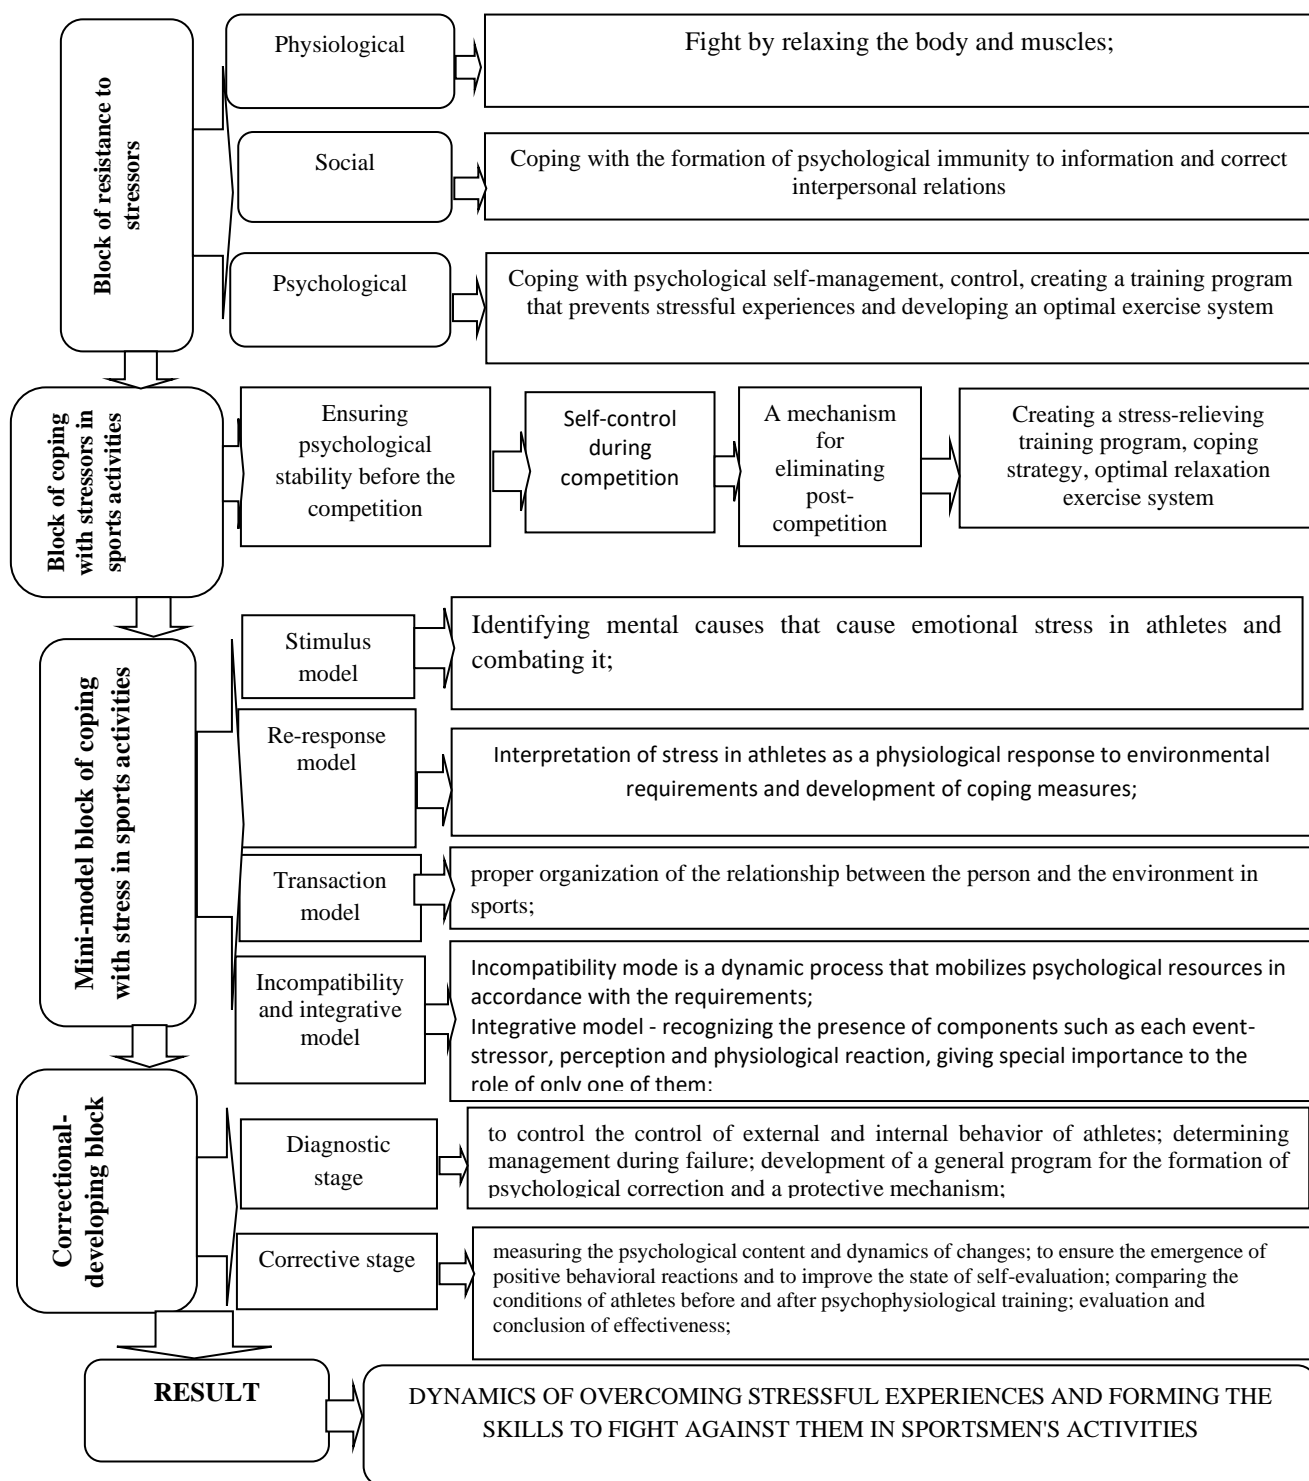 Block of resistance to
stressors
Physiological
Fight by relaxing the body and muscles;
Social
Coping with the formation of psychological immunity to information and correct
interpersonal relations
Psychological
Coping with psychological self-management, control, creating a training program
that prevents stressful experiences and developing an optimal exercise system
Block of coping
with stressors in
sports activities
Ensuring
psychological
stability before the
competition
Self-control
during
competition
A mechanism
for
eliminating
post-
competition
Creating a stress-relieving
training program, coping
strategy, optimal relaxation
exercise system
Mini-model block of coping
with stress in sports activities
Stimulus
model
Identifying mental causes that cause emotional stress in athletes and
combating it;
Re-response
model
Interpretation of stress in athletes as a physiological response to environmental
requirements and development of coping measures;
Transaction
model
proper organization of the relationship between the person and the environment in
sports;
Incompatibility
and integrative
model
Incompatibility mode is a dynamic process that mobilizes psychological resources in
accordance with the requirements;
Integrative model - recognizing the presence of components such as each event-
stressor, perception and physiological reaction, giving special importance to the
role of only one of them;
Correctional-
developing block
Diagnostic
stage
to control the control of external and internal behavior of athletes; determining
management during failure; development of a general program for the formation of
psychological correction and a protective mechanism;
Corrective stage
measuring the psychological content and dynamics of changes; to ensure the emergence of
positive behavioral reactions and to improve the state of self-evaluation; comparing the
conditions of athletes before and after psychophysiological training; evaluation and
conclusion of effectiveness;
RESULT
DYNAMICS OF OVERCOMING STRESSFUL EXPERIENCES AND FORMING THE
SKILLS TO FIGHT AGAINST THEM IN SPORTSMEN'S ACTIVITIES